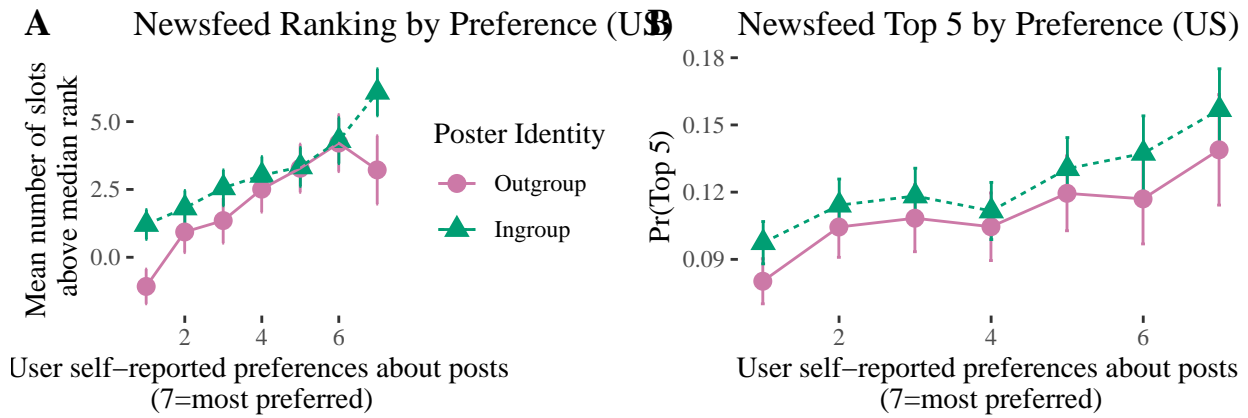 A
Newsfeed Ranking by Preference (US)
Mean number of slots
above median rank
5.0
2.5
0.0
2
4
6
User self−reported preferences about posts
(7=most preferred)
Poster Identity
Outgroup
Ingroup
B
Newsfeed Top 5 by Preference (US)
Pr(Top 5)
0.18
0.15
0.12
0.09
2
4
6
User self−reported preferences about posts
(7=most preferred)